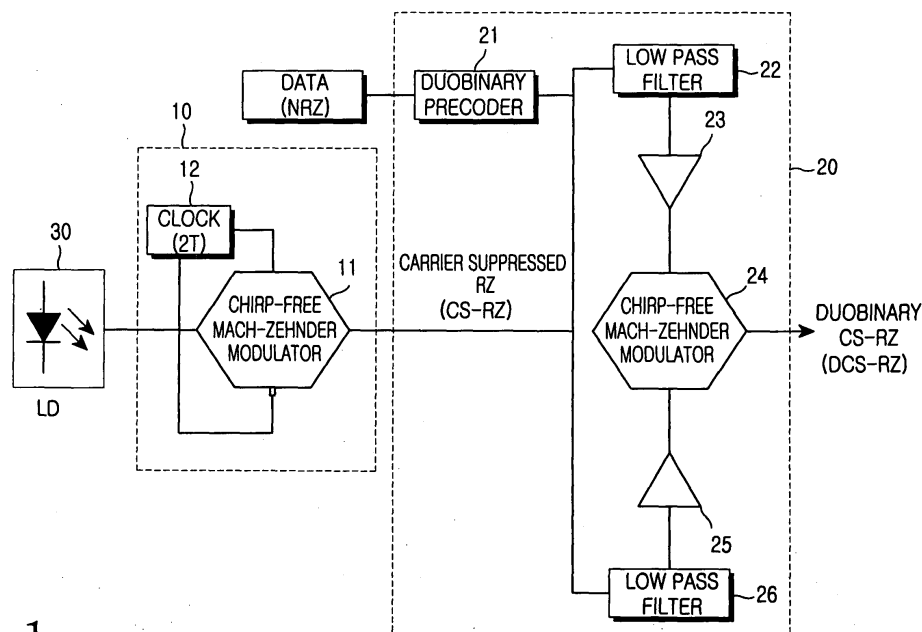 21
DATA
(NRZ)
DUOBINARY
PRECODER
LOW PASS
FILTER
22
23
10
20
12
CLOCK
(2T)
30
11
CHIRP-FREE
MACH-ZEHNDER
MODULATOR
CARRIER SUPPRESSED
RZ
(CS-RZ)
24
CHIRP-FREE
MACH-ZEHNDER
MODULATOR
DUOBINARY
CS-RZ
(DCS-RZ)
LD
25
LOW PASS
FILTER
26
1